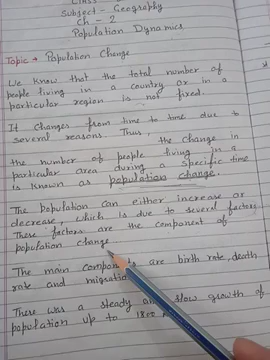 Subject - Geography
Ch - 2
Population Dynamics
Topic → Population Change
We know that the total number of
people living in a country or in a
particular region is not fixed.
It changes from time to time due to
several reasons. Thus,
the change in
the number of people living in a
particular area during a specific time
is known as population change.
The population can either increase or
decrease, which is due to several factors
These factors are the component of
population change
The main are birth rate, death
rate and
There was a steady and slow growth of
population up to